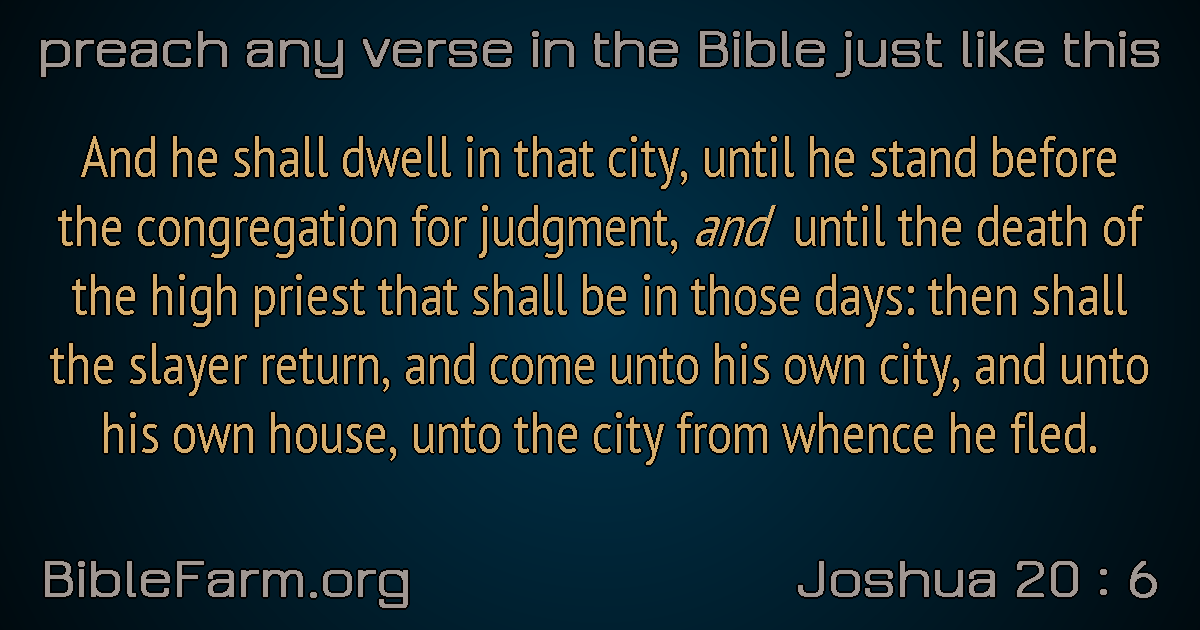 preach any verse in the Bible just like this
And he shall dwell in that city, until he stand before
the congregation for judgment, and until the death of
the high priest that shall be in those days: then shall
the slayer return, and come unto his own city, and unto
his own house, unto the city from whence he fled.
BibleFarm.org
Joshua 20 : 6